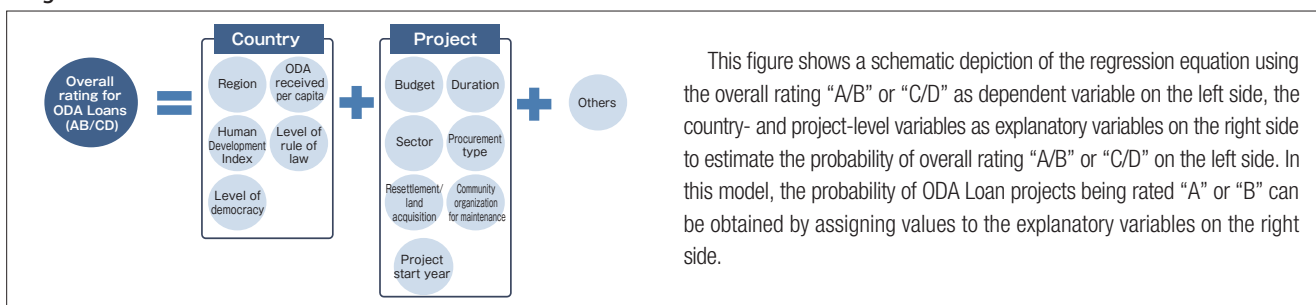 Overall
rating for
ODA Loans
(AB/CD)
Country
Region
ODA
received
per capita
Human
Development
Index
Level of
rule of
law
Level of
democracy
Project
Budget
Duration
Sector
Procurement
type
Resettlement/
land
acquisition
Community
organization
for maintenance
Project
start year
Others
This figure shows a schematic depiction of the regression equation using
the overall rating “A/B” or “C/D” as dependent variable on the left side, the
country- and project-level variables as explanatory variables on the right side
to estimate the probability of overall rating “A/B” or “C/D” on the left side. In
this model, the probability of ODA Loan projects being rated “A” or “B” can
be obtained by assigning values to the explanatory variables on the right
side.